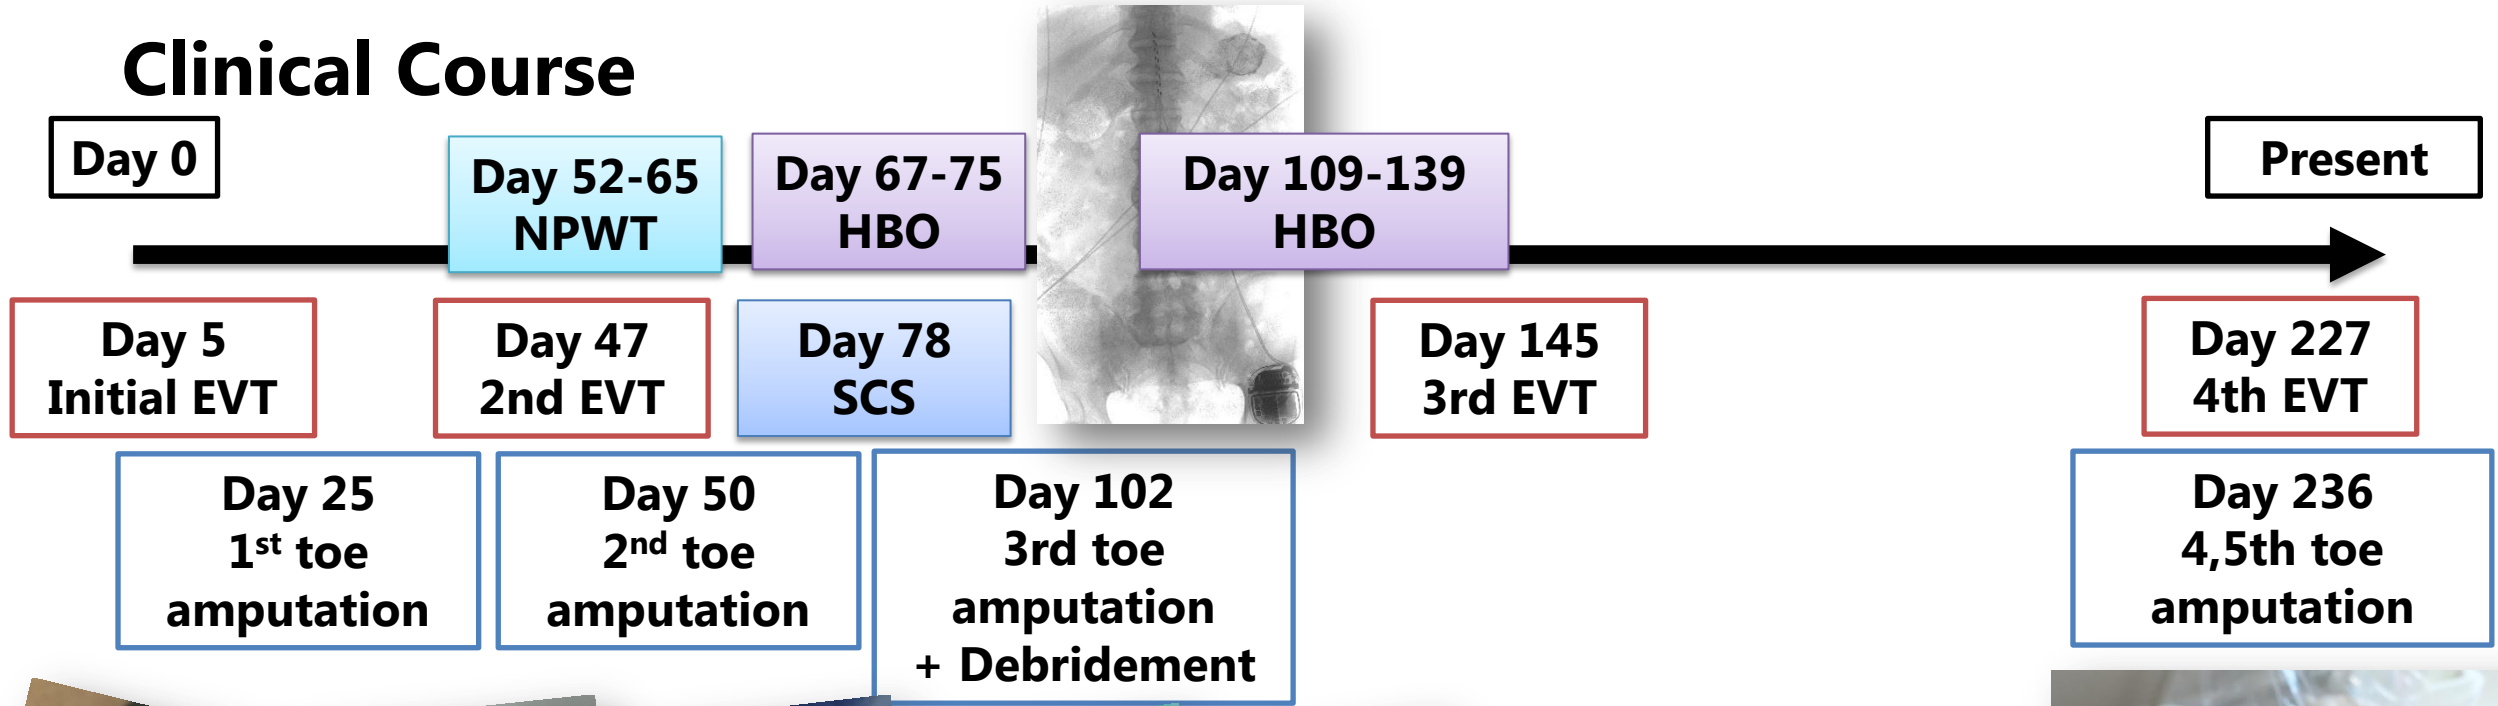 Clinical Course
Day 0
Day 52-65
NPWT
Day 67-75
HBO
Day 109-139
HBO
Present
Day 5
Initial EVT
Day 47
2nd EVT
Day 78
SCS
Day 145
3rd EVT
Day 227
4th EVT
Day 25
1st toe
amputation
Day 50
2nd toe
amputation
Day 102
3rd toe
amputation
+ Debridement
Day 236
4,5th toe
amputation